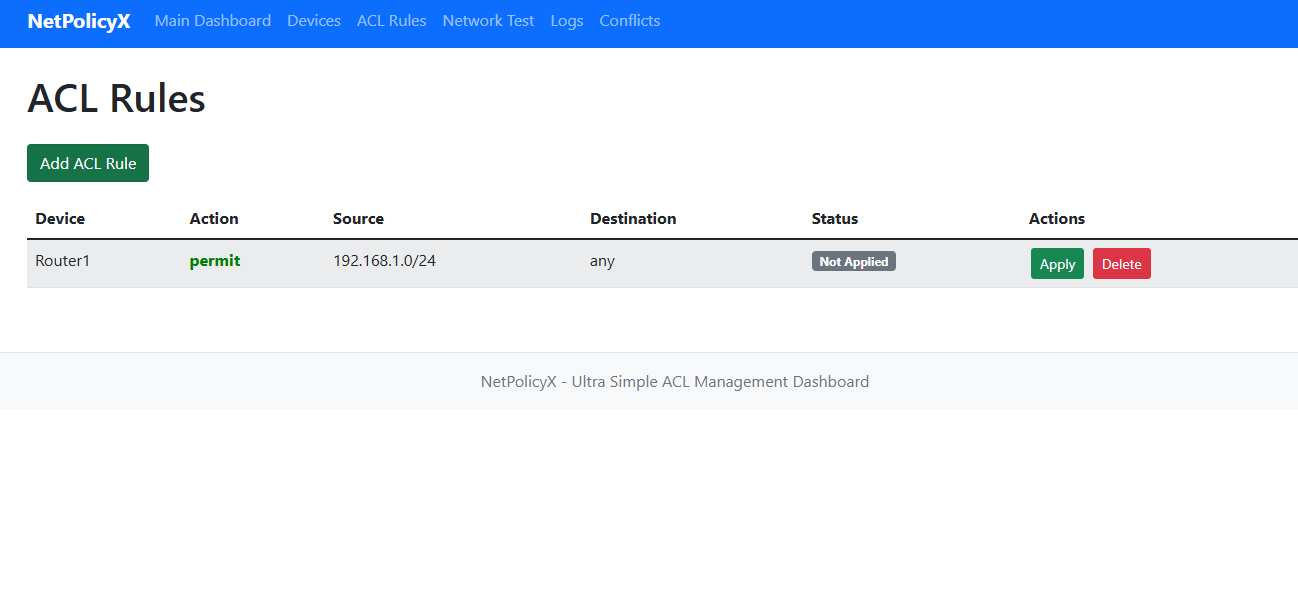 NetPolicyX Main Dashboard Devices ACL Rules Network Test Logs Conflicts
ACL Rules
Add ACL Rule
Device Action Source Destination Status Actions
Router1 permit 192.168.1.0/24 any Not Applied Apply Delete
NetPolicyX - Ultra Simple ACL Management Dashboard